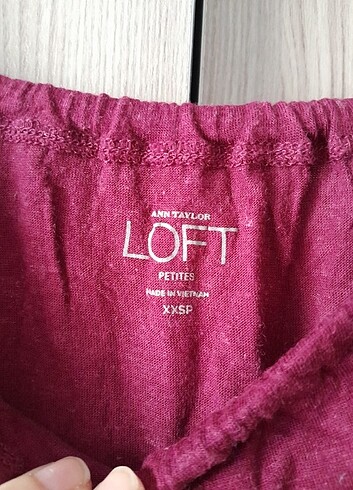 ANN TAYLOR
LOFT
PETITES
MADE IN VIETNAM
XXSP